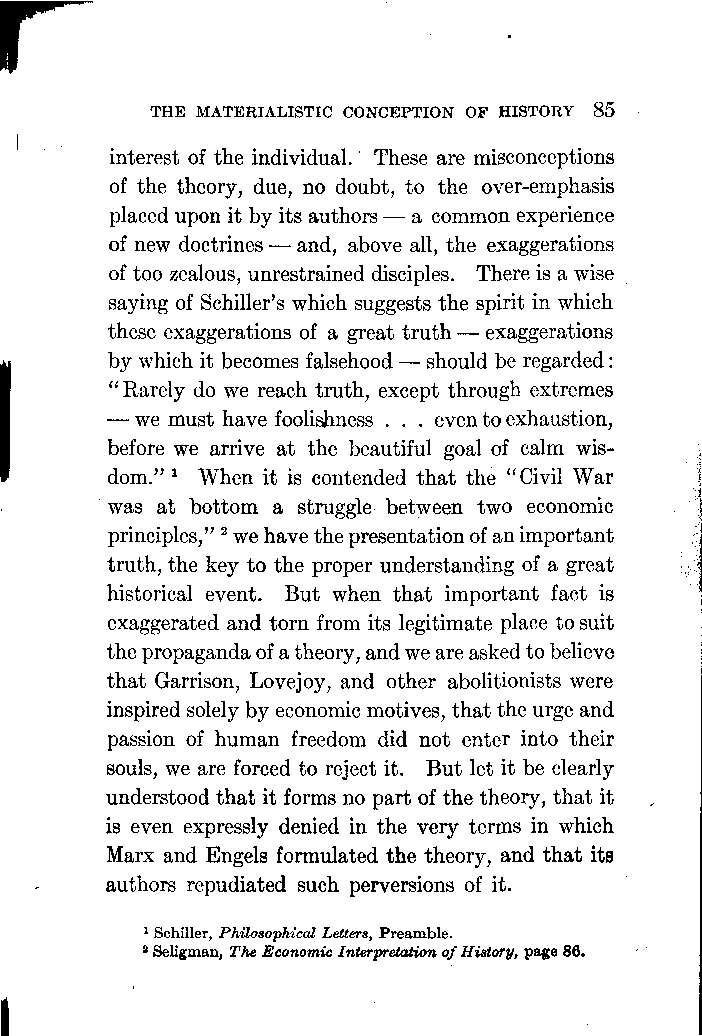 THE MATERIALISTIC CONCEPTION OF HISTORY 85
interest of the individual. These are misconceptions
of the theory, due, no doubt, to the over-emphasis
placed upon it by its authors — a common experience
of new doctrines — and, above all, the exaggerations
of too zealous, unrestrained disciples. There is a wise
saying of Schiller's which suggests the spirit in which
these exaggerations of a great truth — exaggerations
by which it becomes falsehood — should be regarded:
"Rarely do we reach truth, except through extremes
— we must have foolishness . . . even to exhaustion,
before we arrive at the beautiful goal of calm wis-
dom." ¹ When it is contended that the "Civil War
was at bottom a struggle between two economic
principles," ² we have the presentation of an important
truth, the key to the proper understanding of a great
historical event. But when that important fact is
exaggerated and torn from its legitimate place to suit
the propaganda of a theory, and we are asked to believe
that Garrison, Lovejoy, and other abolitionists were
inspired solely by economic motives, that the urge and
passion of human freedom did not enter into their
souls, we are forced to reject it. But let it be clearly
understood that it forms no part of the theory, that it
is even expressly denied in the very terms in which
Marx and Engels formulated the theory, and that its
authors repudiated such perversions of it.
¹ Schiller, Philosophical Letters, Preamble.
² Seligman, The Economic Interpretation of History, page 86.